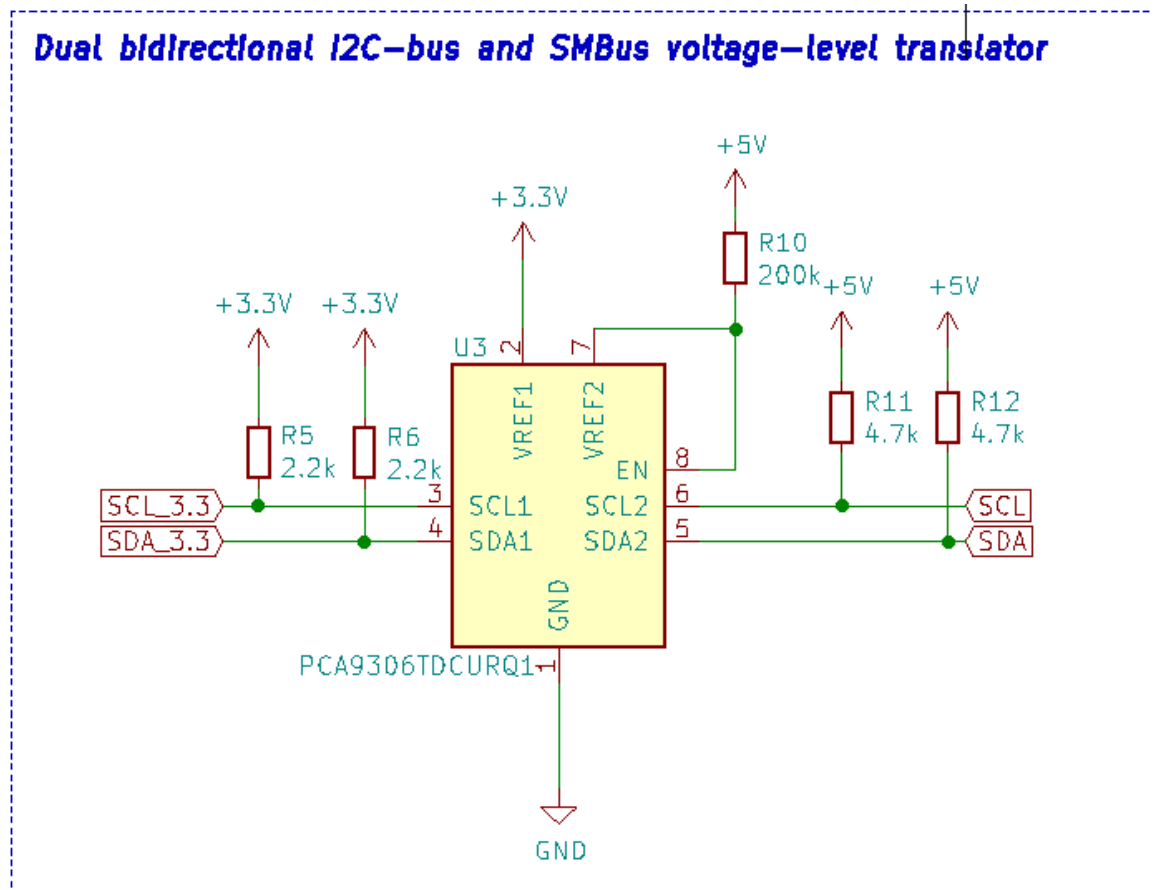 Dual bidirectional I2C-bus and SMBus voltage-level translator
+5V
+3.3V
R10
200k
+5V
+5V
+3.3V
+3.3V
U3
2
7
VREF1
VREF2
R11
4.7k
R12
4.7k
R5
2.2k
R6
2.2k
EN
8
SCL_3.3
3
SCL1
SCL2
6
SCL
SDA_3.3
4
SDA1
SDA2
5
SDA
GND
PCA9306TDCURQ1
1
GND